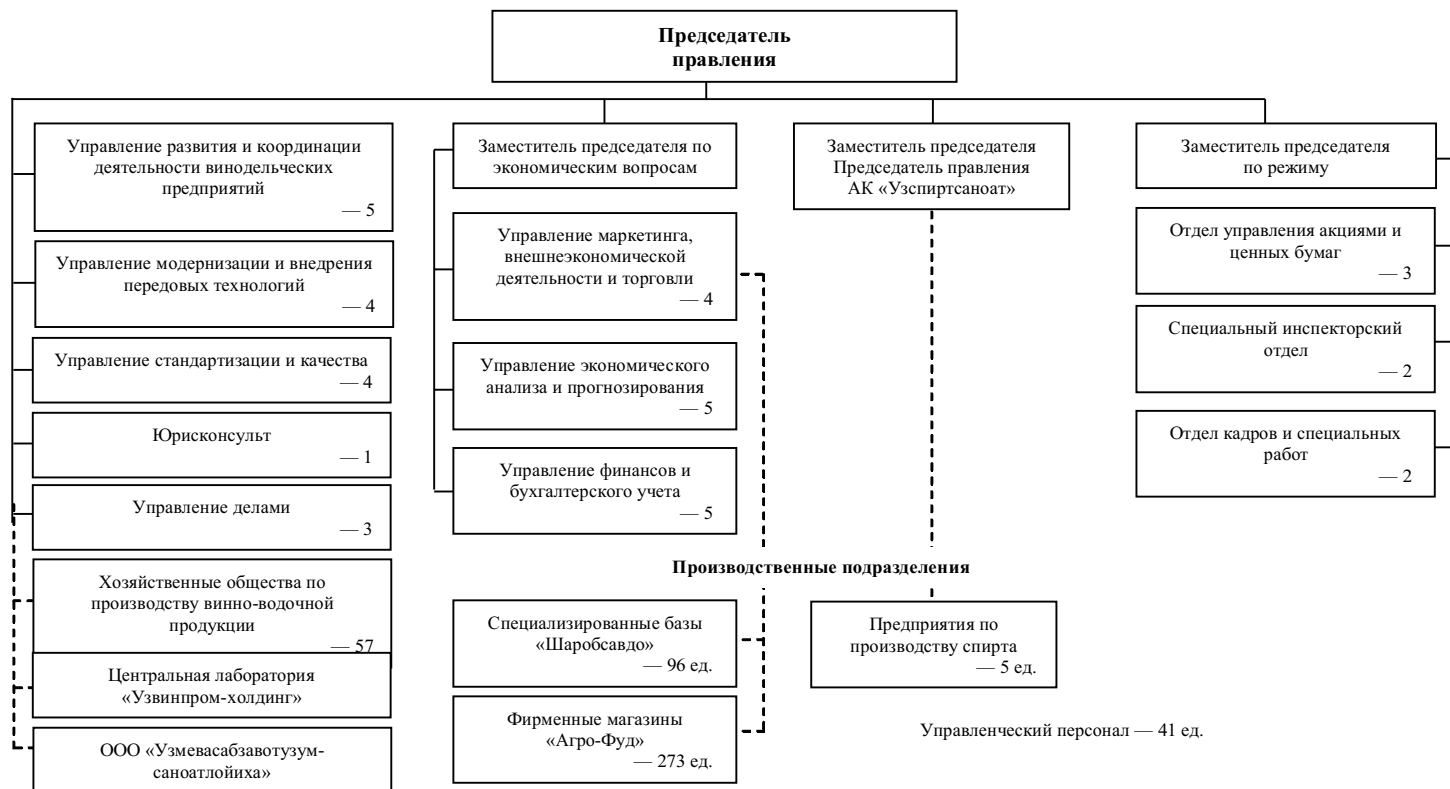 Председатель
правления
Управление развития и координации
деятельности винодельческих
предприятий
— 5
Управление модернизации и внедрения
передовых технологий
— 4
Управление стандартизации и качества
— 4
Юрисконсульт
— 1
Управление делами
— 3
Хозяйственные общества по
производству винно-водочной
продукции
— 57
Центральная лаборатория
«Узвинпром-холдинг»
ООО «Узмевасабзавотузум-
саноатлойиха»
Заместитель председателя по
экономическим вопросам
Управление маркетинга,
внешнеэкономической
деятельности и торговли
— 4
Управление экономического
анализа и прогнозирования
— 5
Управление финансов и
бухгалтерского учета
— 5
Заместитель председателя
Председатель правления
АК «Узспиртсаноат»
Заместитель председателя
по режиму
Отдел управления акциями и
ценных бумаг
— 3
Специальный инспекторский
отдел
— 2
Отдел кадров и специальных
работ
— 2
Производственные подразделения
Специализированные базы
«Шаробсавдо»
— 96 ед.
Фирменные магазины
«Агро-Фуд»
— 273 ед.
Предприятия по
производству спирта
— 5 ед.
Управленческий персонал — 41 ед.